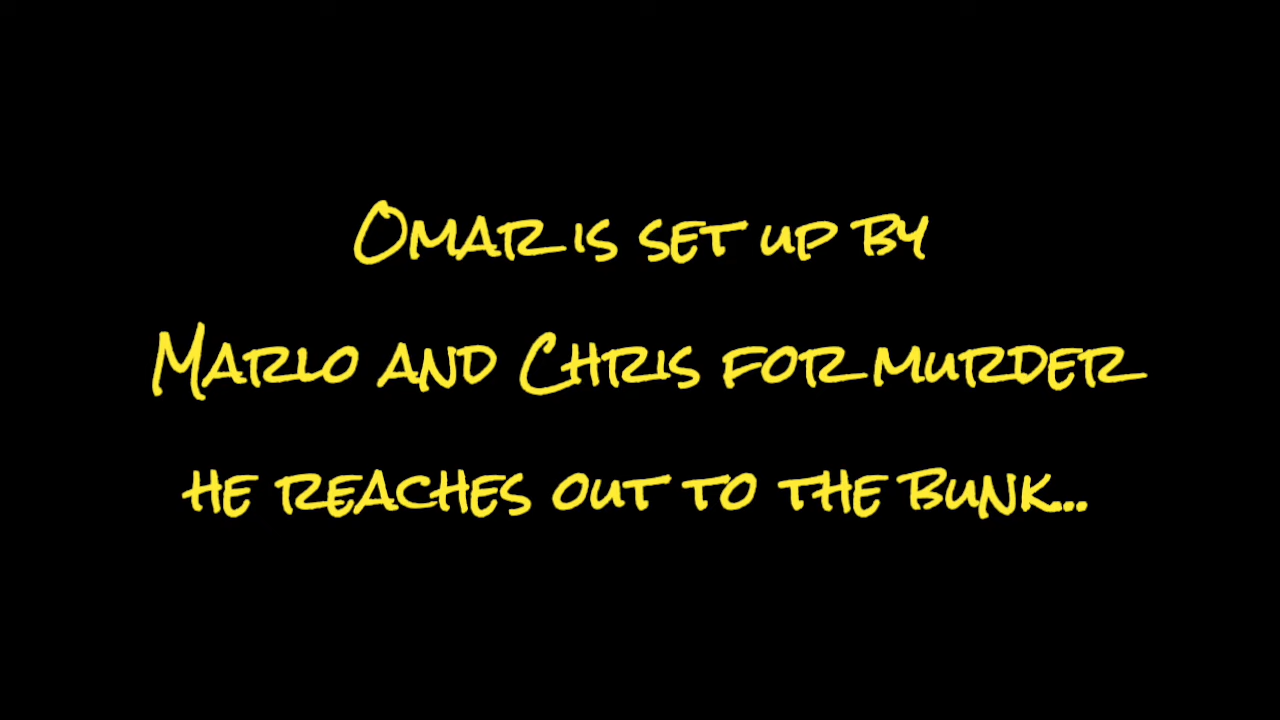 Omar is set up by
Marlo and Chris for murder
he reaches out to the bunk...